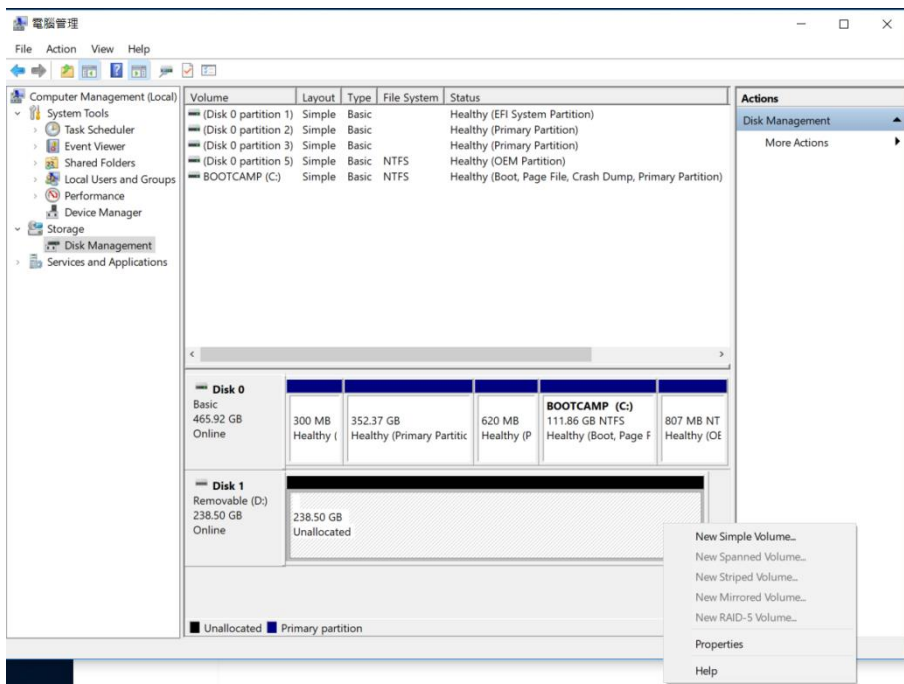 電腦管理
File Action View Help
Computer Management (Local)
System Tools
Task Scheduler
Event Viewer
Shared Folders
Local Users and Groups
Performance
Device Manager
Storage
Disk Management
Services and Applications
Volume Layout Type File System Status
(Disk 0 partition 1) Simple Basic Healthy (EFI System Partition)
(Disk 0 partition 2) Simple Basic Healthy (Primary Partition)
(Disk 0 partition 3) Simple Basic Healthy (Primary Partition)
(Disk 0 partition 5) Simple Basic NTFS Healthy (OEM Partition)
BOOTCAMP (C:) Simple Basic NTFS Healthy (Boot, Page File, Crash Dump, Primary Partition)
Actions
Disk Management
More Actions
Disk 0
Basic
465.92 GB
Online
300 MB
Healthy (
352.37 GB
Healthy (Primary Partitic
620 MB
Healthy (P
BOOTCAMP (C:)
111.86 GB NTFS
Healthy (Boot, Page F
807 MB NT
Healthy (OE
Disk 1
Removable (D:)
238.50 GB
Online
238.50 GB
Unallocated
Unallocated Primary partition
New Simple Volume...
New Spanned Volume...
New Striped Volume...
New Mirrored Volume...
New RAID-5 Volume...
Properties
Help